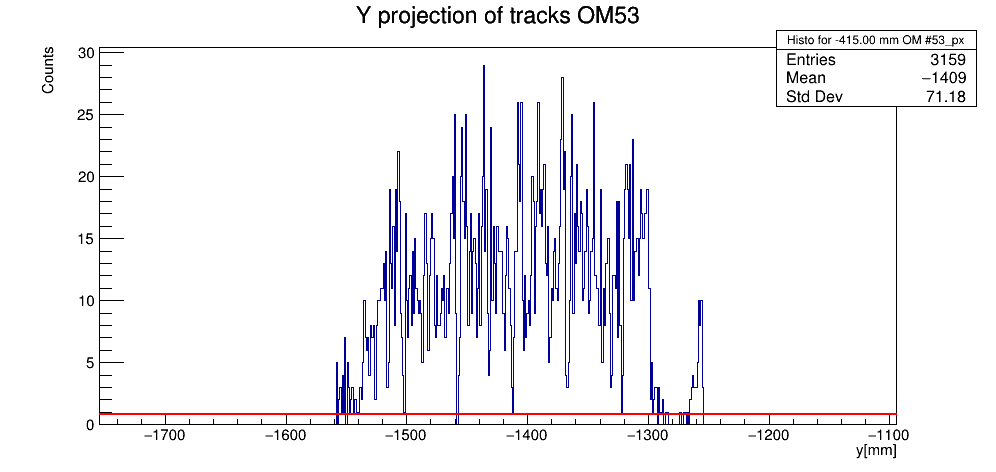 Y projection of tracks OM53
Histo for -415.00 mm OM #53_px
Entries 3159
Mean −1409
Std Dev 71.18
Counts
30
25
20
15
10
5
0
−1700 −1600 −1500 −1400 −1300 −1200 −1100
y[mm]